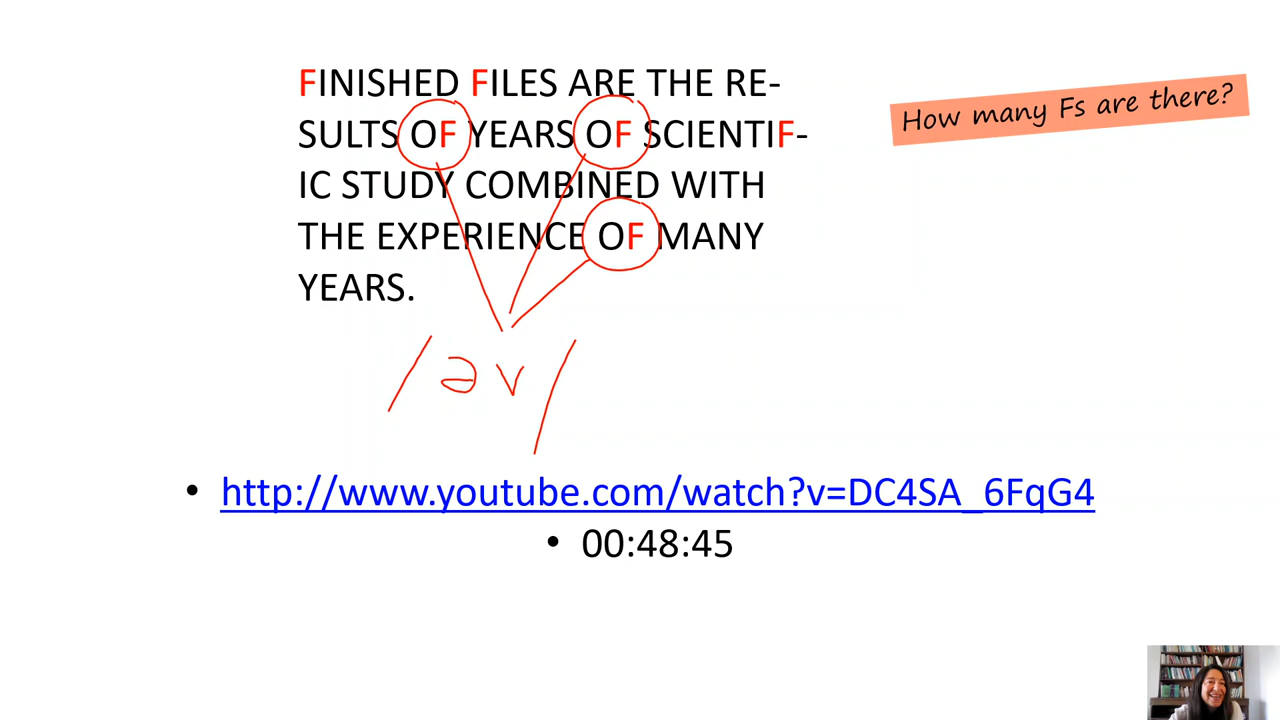 FINISHED FILES ARE THE RE-
SULTS OF YEARS OF SCIENTIF-
IC STUDY COMBINED WITH
THE EXPERIENCE OF MANY
YEARS.
How many Fs are there?
/əv/
• http://www.youtube.com/watch?v=DC4SA_6FqG4
• 00:48:45